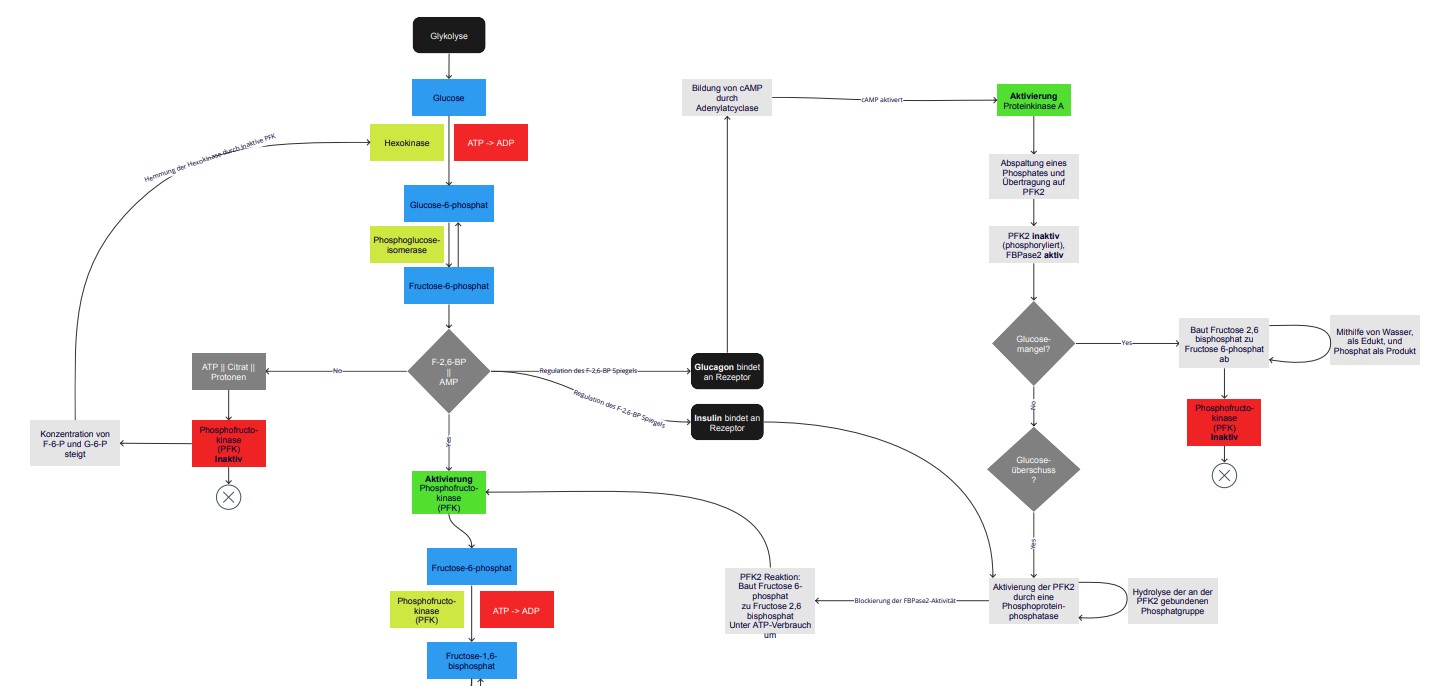 Glykolyse
Glucose
Hexokinase
ATP -> ADP
Hemmung der Hexokinase durch inaktive PFK
Glucose-6-phosphat
Phosphoglucose-
isomerase
Fructose-6-phosphat
F-2,6-BP
||
AMP
No
ATP || Citrat ||
Protonen
Phosphofructo-
kinase
(PFK)
Inaktiv
Konzentration von
F-6-P und G-6-P
steigt
Yes
Aktivierung
Phosphofructo-
kinase
(PFK)
Fructose-6-phosphat
Phosphofructo-
kinase
(PFK)
ATP -> ADP
Fructose-1,6-
bisphosphat
Regulation des F-2,6-BP Spiegels
Glucagon bindet
an Rezeptor
Regulation des F-2,6-BP Spiegels
Insulin bindet an
Rezeptor
Bildung von cAMP
durch
Adenylatcyclase
cAMP aktivert
Aktivierung
Proteinkinase A
Abspaltung eines
Phosphates und
Übertragung auf
PFK2
PFK2 inaktiv
(phosphoryliert),
FBPase2 aktiv
Glucose-
mangel?
Yes
Baut Fructose 2,6
bisphosphat zu
Fructose 6-phosphat
ab
Mithilfe von Wasser,
als Edukt, und
Phosphat als Produkt
Phosphofructo-
kinase
(PFK)
Inaktiv
No
Glucose-
überschuss
?
Yes
Aktivierung der PFK2
durch eine
Phosphoprotein-
phosphatase
Hydrolyse der an der
PFK2 gebundenen
Phosphatgruppe
Blockierung der FBPase2-Aktivität
PFK2 Reaktion:
Baut Fructose 6-
phosphat
zu Fructose 2,6
bisphosphat
Unter ATP-Verbrauch
um